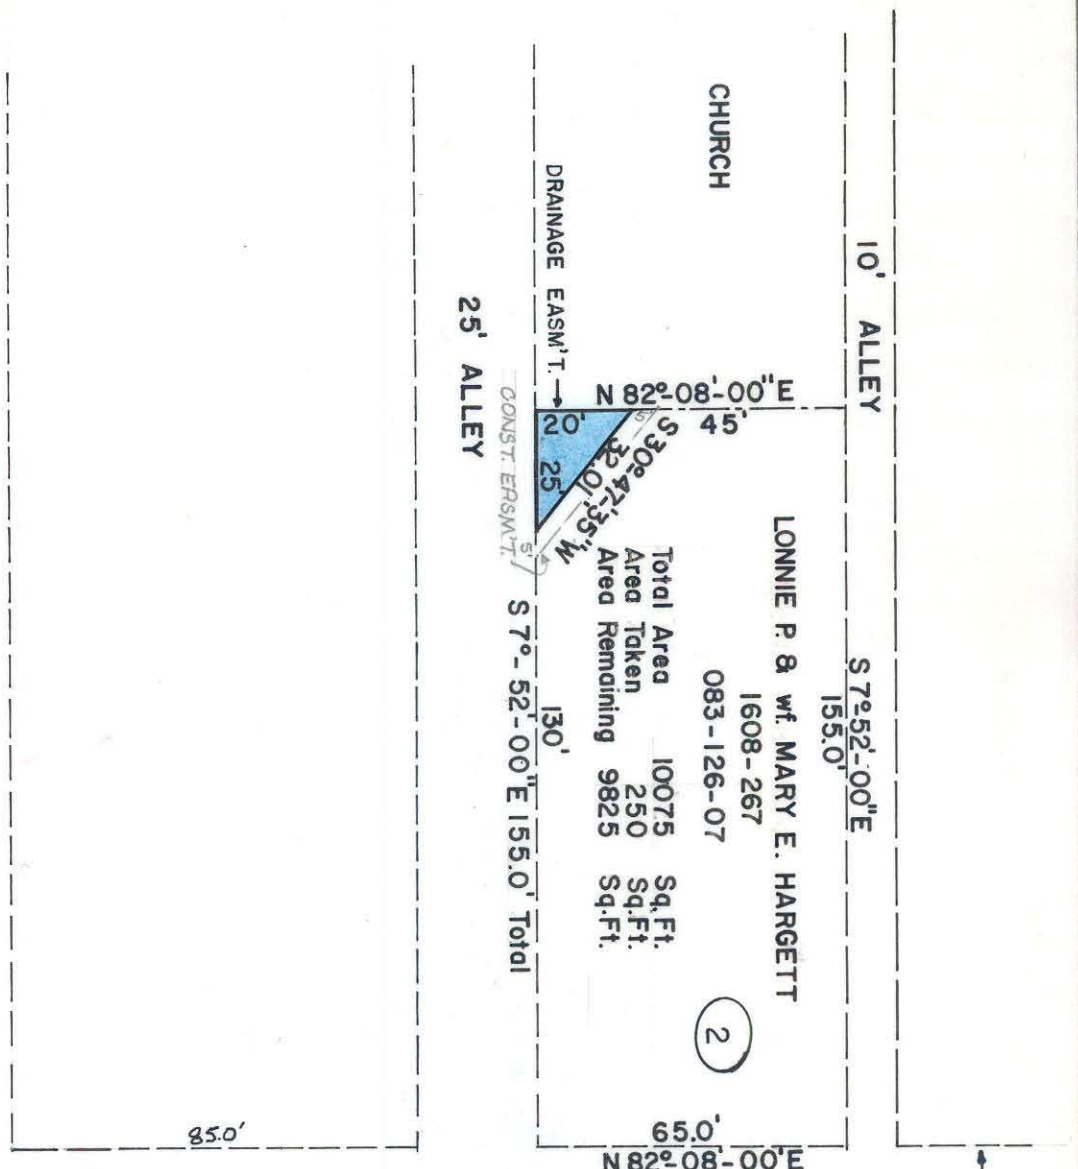 CHURCH
10' ALLEY
DRAINAGE EASM'T.
25' ALLEY
CONST. EASM'T.
N 82°-08'-00"E
45'
20'
25'
S 30°-47'-35" W
32.01'
5'
5'
LONNIE P. & wf. MARY E. HARGETT
1608-267
083-126-07
Total Area 10075 Sq.Ft.
Area Taken 250 Sq.Ft.
Area Remaining 9825 Sq.Ft.
S 7°-52'-00"E
155.0'
130'
S 7°-52'-00"E 155.0' Total
2
65.0'
N 82°-08'-00"E
85.0'